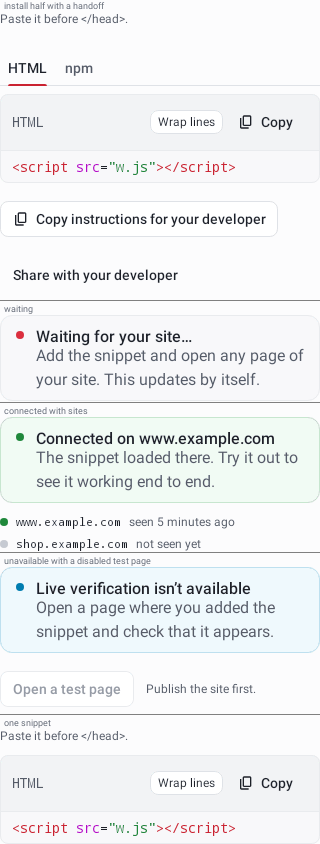 install half with a handoff
Paste it before </head>.
HTML npm
HTML Wrap lines Copy
<script src="w.js"></script>
Copy instructions for your developer
Share with your developer
waiting
Waiting for your site…
Add the snippet and open any page of
your site. This updates by itself.
connected with sites
Connected on www.example.com
The snippet loaded there. Try it out to
see it working end to end.
www.example.com seen 5 minutes ago
shop.example.com not seen yet
unavailable with a disabled test page
Live verification isn’t available
Open a page where you added the
snippet and check that it appears.
Open a test page Publish the site first.
one snippet
Paste it before </head>.
HTML Wrap lines Copy
<script src="w.js"></script>